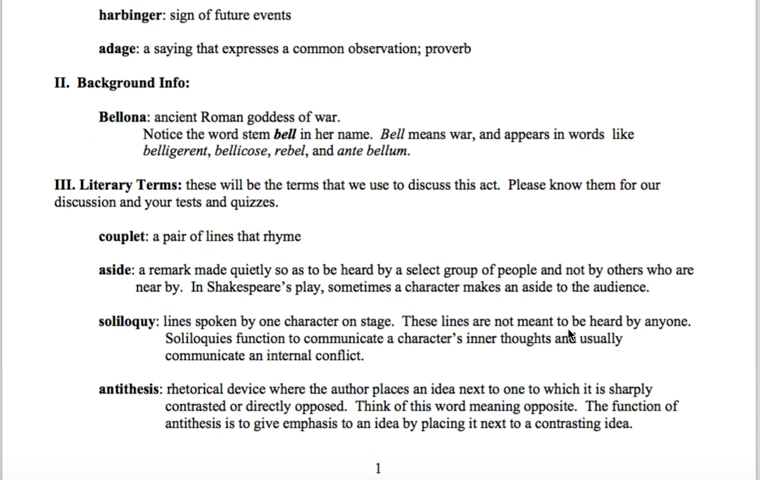 harbinger: sign of future events
adage: a saying that expresses a common observation; proverb
II. Background Info:
Bellona: ancient Roman goddess of war.
Notice the word stem bell in her name. Bell means war, and appears in words like
belligerent, bellicose, rebel, and ante bellum.
III. Literary Terms: these will be the terms that we use to discuss this act. Please know them for our
discussion and your tests and quizzes.
couplet: a pair of lines that rhyme
aside: a remark made quietly so as to be heard by a select group of people and not by others who are
near by. In Shakespeare's play, sometimes a character makes an aside to the audience.
soliloquy: lines spoken by one character on stage. These lines are not meant to be heard by anyone.
Soliloquies function to communicate a character's inner thoughts and usually
communicate an internal conflict.
antithesis: rhetorical device where the author places an idea next to one to which it is sharply
contrasted or directly opposed. Think of this word meaning opposite. The function of
antithesis is to give emphasis to an idea by placing it next to a contrasting idea.
1